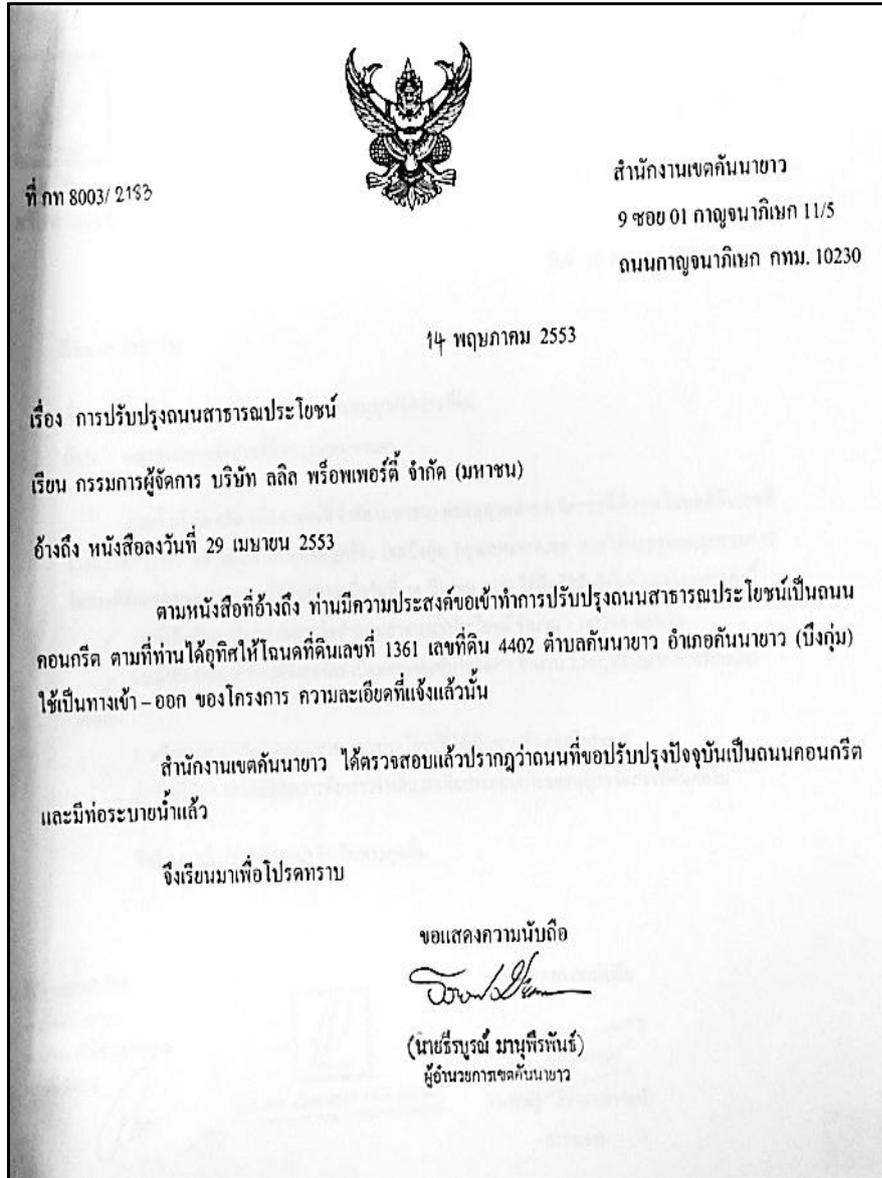 ที่ กท 8003/ 2183
สำนักงานเขตคันนายาว
9 ซอย 01 กาญจนาภิเษก 11/5
ถนนกาญจนาภิเษก กทม. 10230
14 พฤษภาคม 2553
เรื่อง การปรับปรุงถนนสาธารณประโยชน์
เรียน กรรมการผู้จัดการ บริษัท ลลิล พร็อพเพอร์ตี้ จำกัด (มหาชน)
อ้างถึง หนังสือลงวันที่ 29 เมษายน 2553
ตามหนังสือที่อ้างถึง ท่านมีความประสงค์ขอเข้าทำการปรับปรุงถนนสาธารณประโยชน์เป็นถนน
คอนกรีต ตามที่ท่านได้อุทิศให้โฉนดที่ดินเลขที่ 1361 เลขที่ดิน 4402 ตำบลคันนายาว อำเภอคันนายาว (บึงกุ่ม)
ใช้เป็นทางเข้า – ออก ของโครงการ ความละเอียดที่แจ้งแล้วนั้น
สำนักงานเขตคันนายาว ได้ตรวจสอบแล้วปรากฎว่าถนนที่ขอปรับปรุงปัจจุบันเป็นถนนคอนกรีต
และมีท่อระบายน้ำแล้ว
จึงเรียนมาเพื่อโปรดทราบ
ขอแสดงความนับถือ
(นายธีรบูรณ์ มานุพีรพันธ์)
ผู้อำนวยการเขตคันนายาว